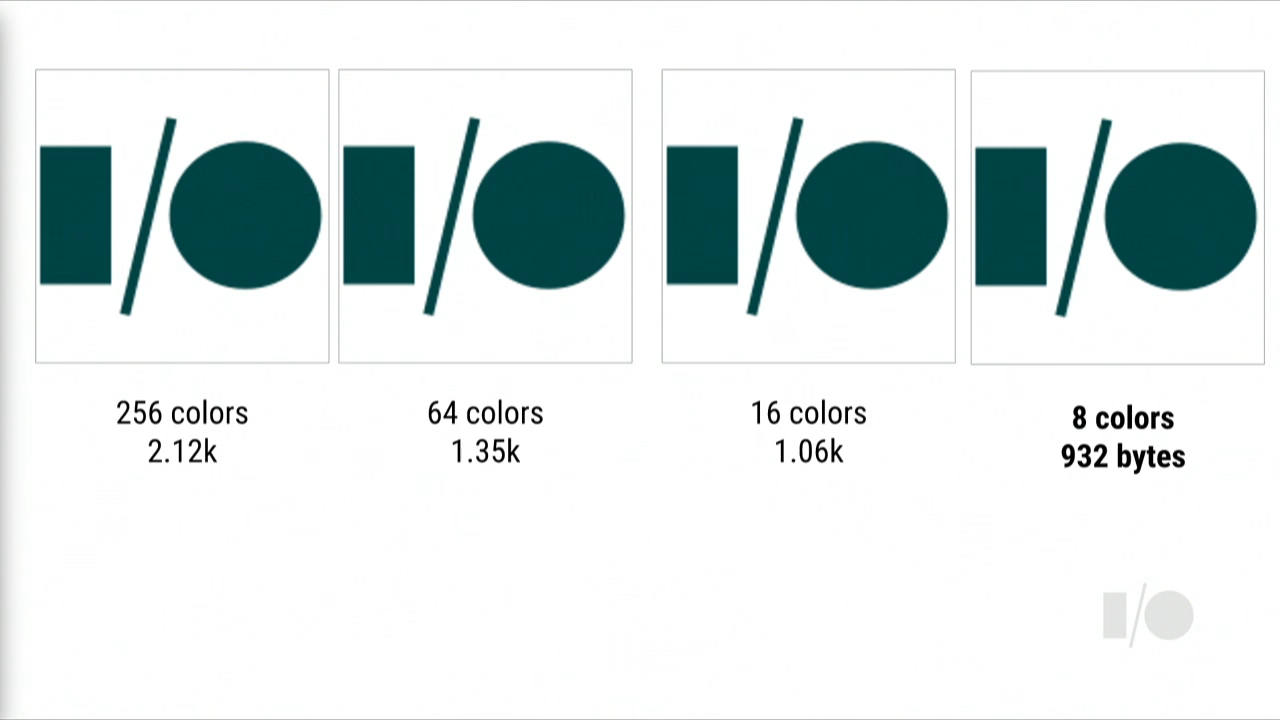 I/O I/O I/O I/O
256 colors
2.12k
64 colors
1.35k
16 colors
1.06k
8 colors
932 bytes
I/O